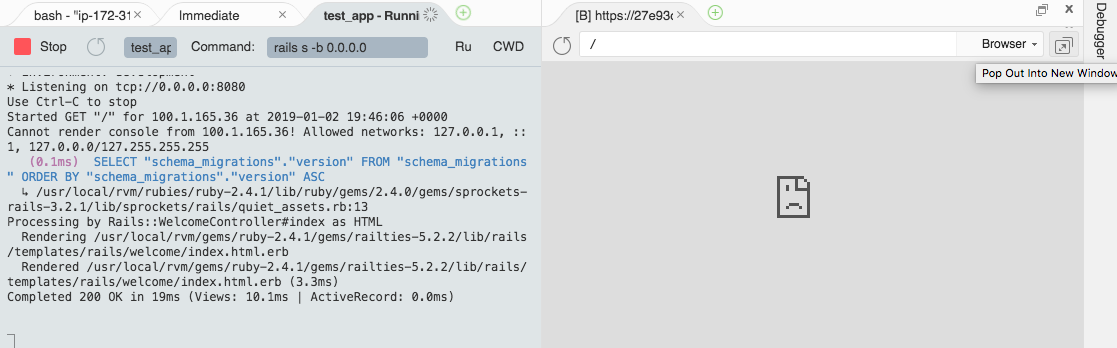 bash - "ip-172-31
Immediate
test_app - Runni
[B] https://27e93c
Debugger
Stop
test_ap
Command:
rails s -b 0.0.0.0
Ru
CWD
/
Browser
Pop Out Into New Window
* Environment: development
* Listening on tcp://0.0.0.0:8080
Use Ctrl-C to stop
Started GET "/" for 100.1.165.36 at 2019-01-02 19:46:06 +0000
Cannot render console from 100.1.165.36! Allowed networks: 127.0.0.1, ::
1, 127.0.0.0/127.255.255.255
(0.1ms)  SELECT "schema_migrations"."version" FROM "schema_migrations
" ORDER BY "schema_migrations"."version" ASC
↳ /usr/local/rvm/rubies/ruby-2.4.1/lib/ruby/gems/2.4.0/gems/sprockets-
rails-3.2.1/lib/sprockets/rails/quiet_assets.rb:13
Processing by Rails::WelcomeController#index as HTML
Rendering /usr/local/rvm/gems/ruby-2.4.1/gems/railties-5.2.2/lib/rails
/templates/rails/welcome/index.html.erb
Rendered /usr/local/rvm/gems/ruby-2.4.1/gems/railties-5.2.2/lib/rails/
templates/rails/welcome/index.html.erb (3.3ms)
Completed 200 OK in 19ms (Views: 10.1ms | ActiveRecord: 0.0ms)